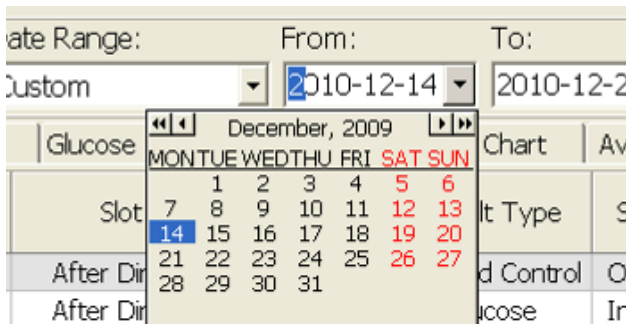 ate Range: From: To:
Custom 2010-12-14 2010-12-2
December, 2009
Glucose Chart Av
MON TUE WED THU FRI SAT SUN
1 2 3 4 5 6
Slot 7 8 9 10 11 12 13 lt Type S
14 15 16 17 18 19 20
21 22 23 24 25 26 27
After Din d Control O
28 29 30 31
After Din ucose In